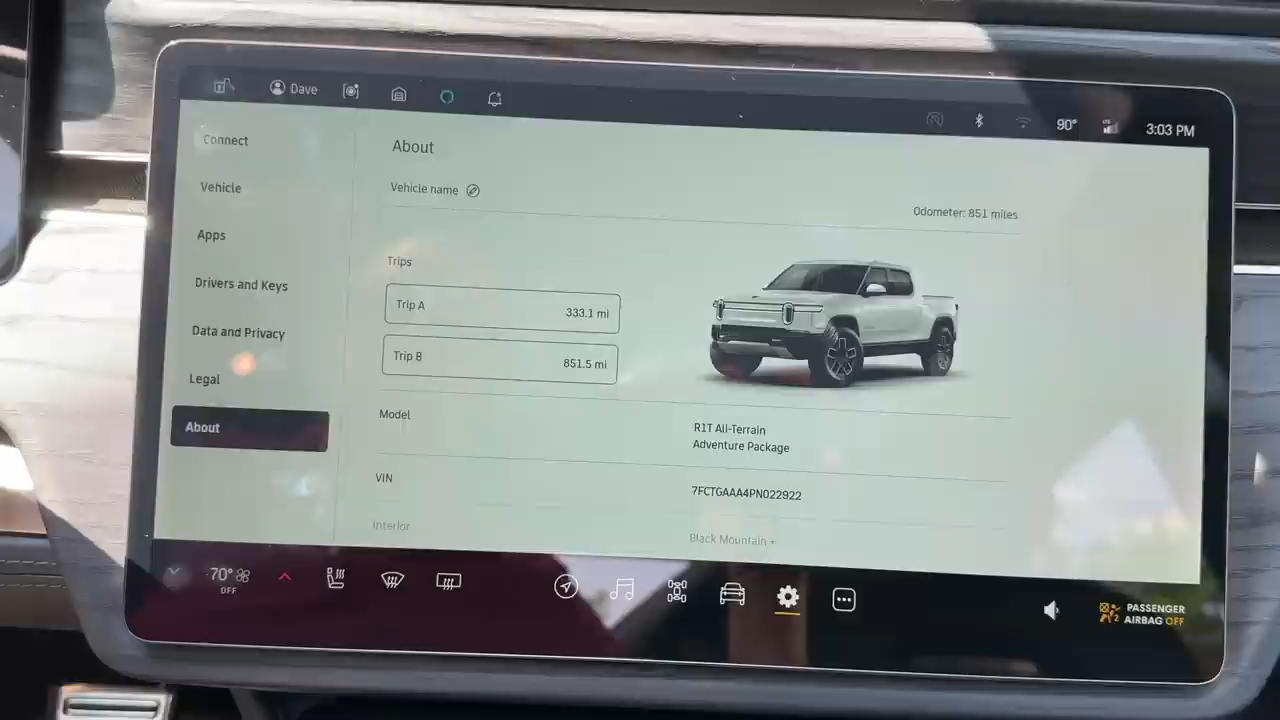 Dave
90°
LTE
3:03 PM
Connect
Vehicle
Apps
Drivers and Keys
Data and Privacy
Legal
About
About
Vehicle name
Odometer: 851 miles
Trips
Trip A
333.1 mi
Trip B
851.5 mi
Model
R1T All-Terrain
Adventure Package
VIN
7FCTGAAA4PN022922
Interior
Black Mountain +
70°
OFF
PASSENGER
AIRBAG OFF